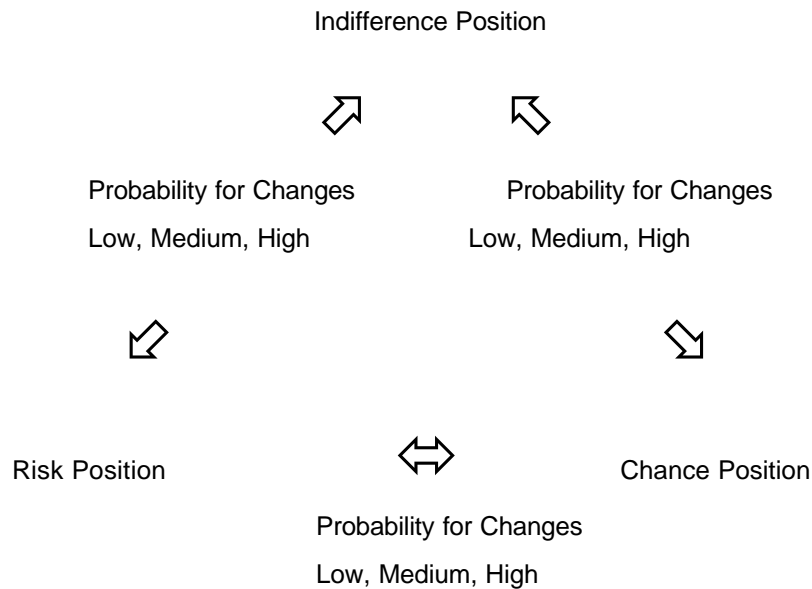 Indifference Position
Probability for Changes
Low, Medium, High
Probability for Changes
Low, Medium, High
Risk Position
Chance Position
Probability for Changes
Low, Medium, High